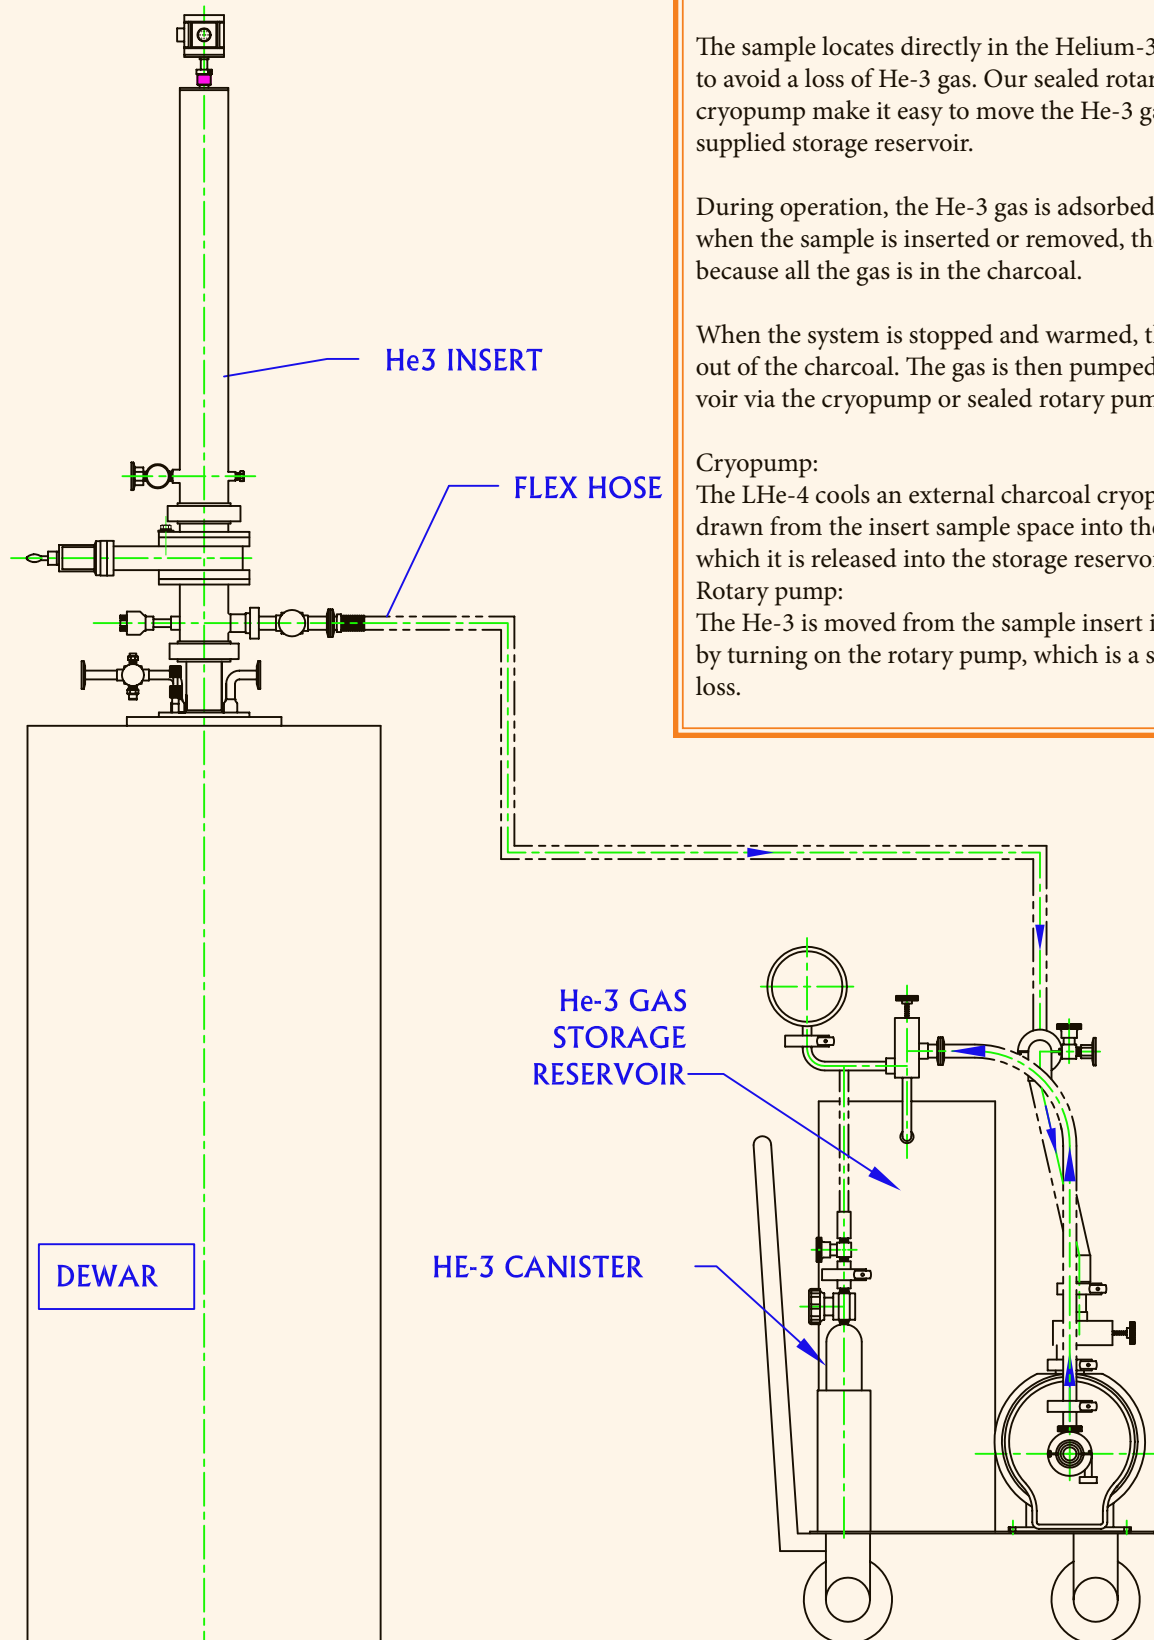 The sample locates directly in the Helium-3
to avoid a loss of He-3 gas. Our sealed rotar
cryopump make it easy to move the He-3 ga
supplied storage reservoir.
During operation, the He-3 gas is adsorbed
when the sample is inserted or removed, the
because all the gas is in the charcoal.
When the system is stopped and warmed, th
out of the charcoal. The gas is then pumped
voir via the cryopump or sealed rotary pum
Cryopump:
The LHe-4 cools an external charcoal cryop
drawn from the insert sample space into the
which it is released into the storage reservoi
Rotary pump:
The He-3 is moved from the sample insert i
by turning on the rotary pump, which is a s
loss.
He3 INSERT
FLEX HOSE
He-3 GAS
STORAGE
RESERVOIR
DEWAR
HE-3 CANISTER